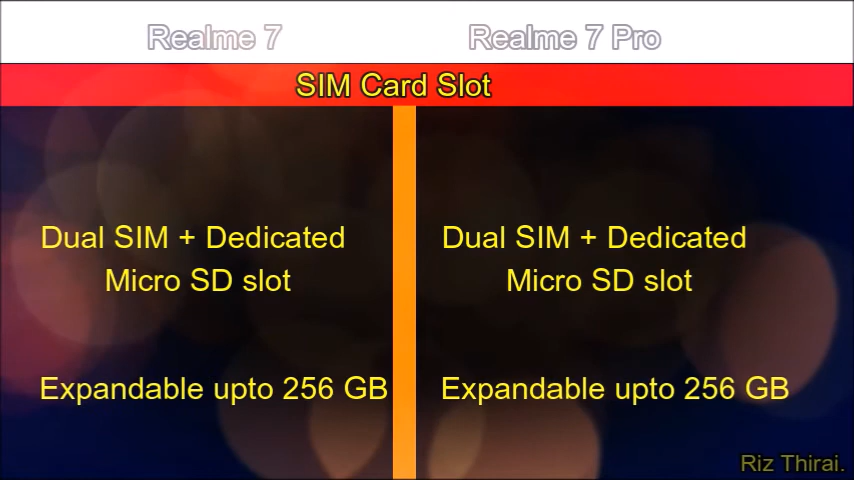 Realme 7 Realme 7 Pro
SIM Card Slot
Dual SIM + Dedicated
Micro SD slot
Expandable upto 256 GB
Dual SIM + Dedicated
Micro SD slot
Expandable upto 256 GB
Riz Thirai.